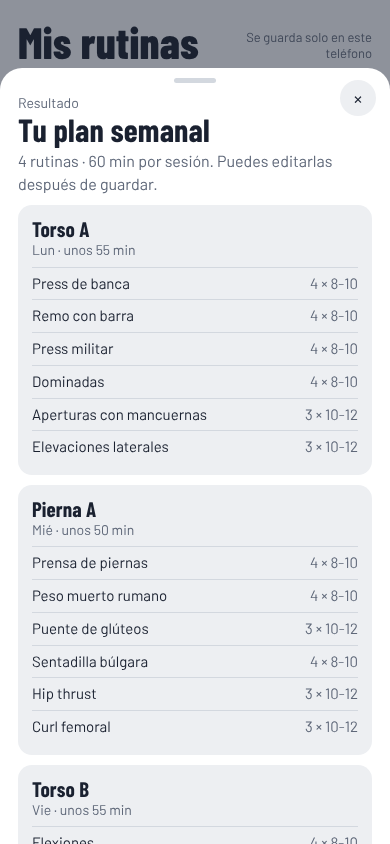 Mis rutinas
Se guarda solo en este
teléfono
×
Resultado
Tu plan semanal
4 rutinas · 60 min por sesión. Puedes editarlas
después de guardar.
Torso A
Lun · unos 55 min
Press de banca 4 × 8-10
Remo con barra 4 × 8-10
Press militar 4 × 8-10
Dominadas 4 × 8-10
Aperturas con mancuernas 3 × 10-12
Elevaciones laterales 3 × 10-12
Pierna A
Mié · unos 50 min
Prensa de piernas 4 × 8-10
Peso muerto rumano 4 × 8-10
Puente de glúteos 3 × 10-12
Sentadilla búlgara 4 × 8-10
Hip thrust 3 × 10-12
Curl femoral 3 × 10-12
Torso B
Vie · unos 55 min
Flexiones 4 × 8-10